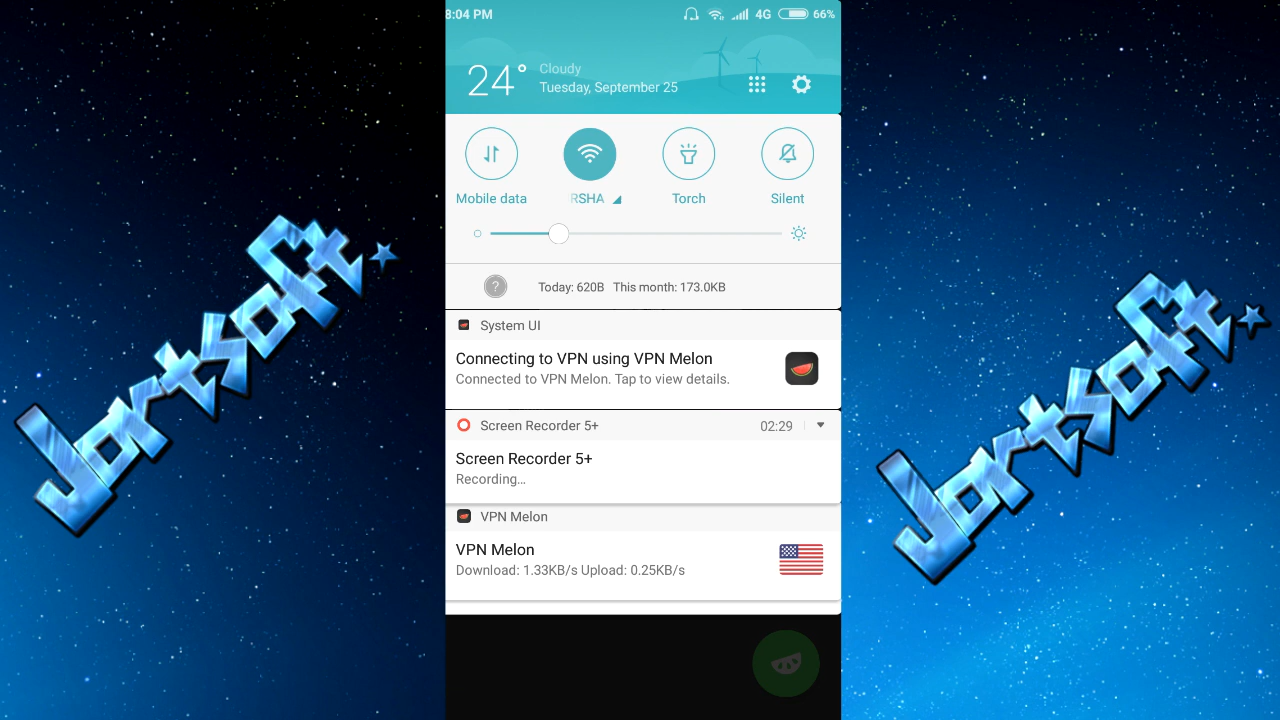 8:04 PM
4G
66%
24°
Cloudy
Tuesday, September 25
Mobile data
RSHA
Torch
Silent
?
Today: 620B This month: 173.0KB
System UI
Connecting to VPN using VPN Melon
Connected to VPN Melon. Tap to view details.
Screen Recorder 5+
02:29
Screen Recorder 5+
Recording...
VPN Melon
VPN Melon
Download: 1.33KB/s Upload: 0.25KB/s
Jartsoft
Jartsoft